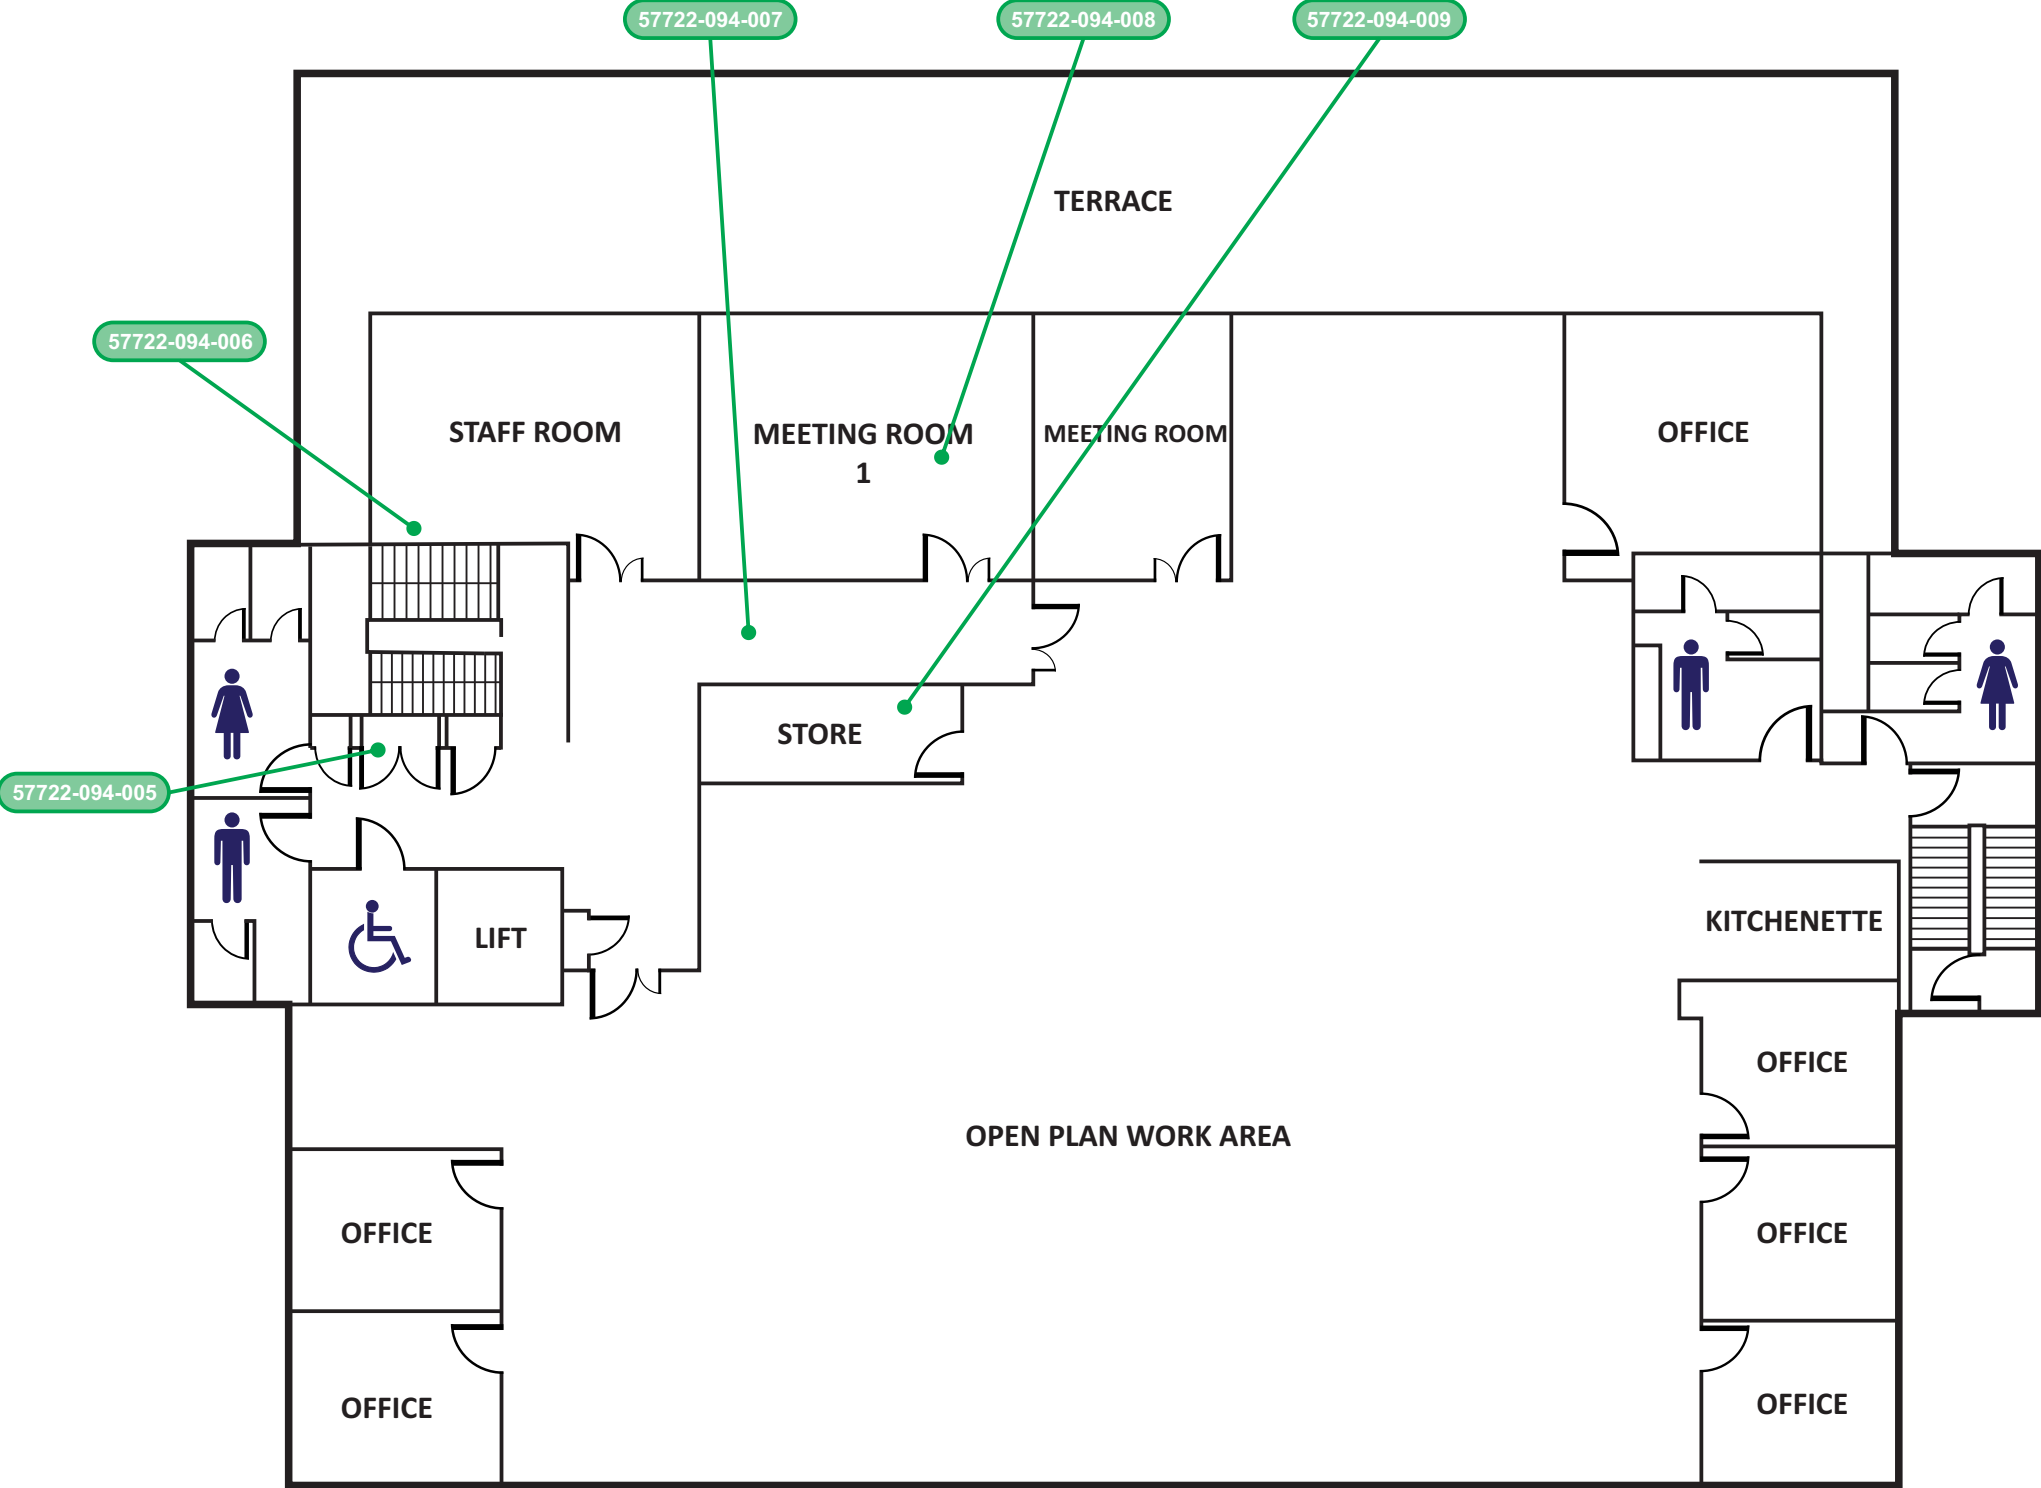 57722-094-007
57722-094-008
57722-094-009
TERRACE
57722-094-006
STAFF ROOM
MEETING ROOM
1
MEETING ROOM
OFFICE
STORE
57722-094-005
LIFT
KITCHENETTE
OFFICE
OPEN PLAN WORK AREA
OFFICE
OFFICE
OFFICE
OFFICE